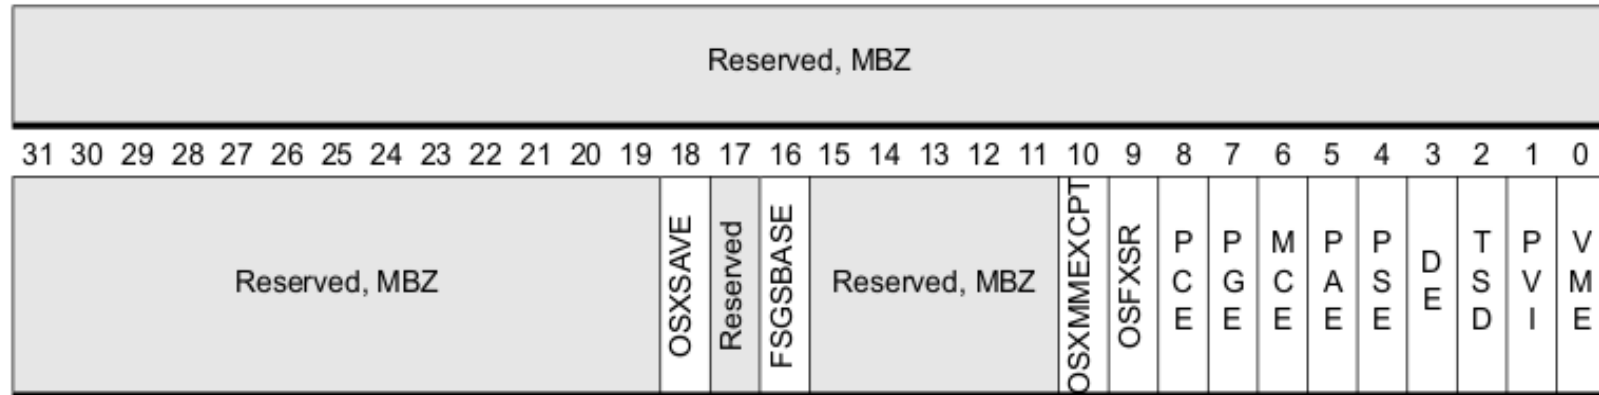 Reserved, MBZ
31 30 29 28 27 26 25 24 23 22 21 20 19 18 17 16 15 14 13 12 11 10 9 8 7 6 5 4 3 2 1 0
Reserved, MBZ
OSXSAVE
Reserved
FSGSBASE
Reserved, MBZ
OSXMMEXCPT
OSFXSR
PCE
PGE
MCE
PAE
PSE
DE
TSD
PVI
VME